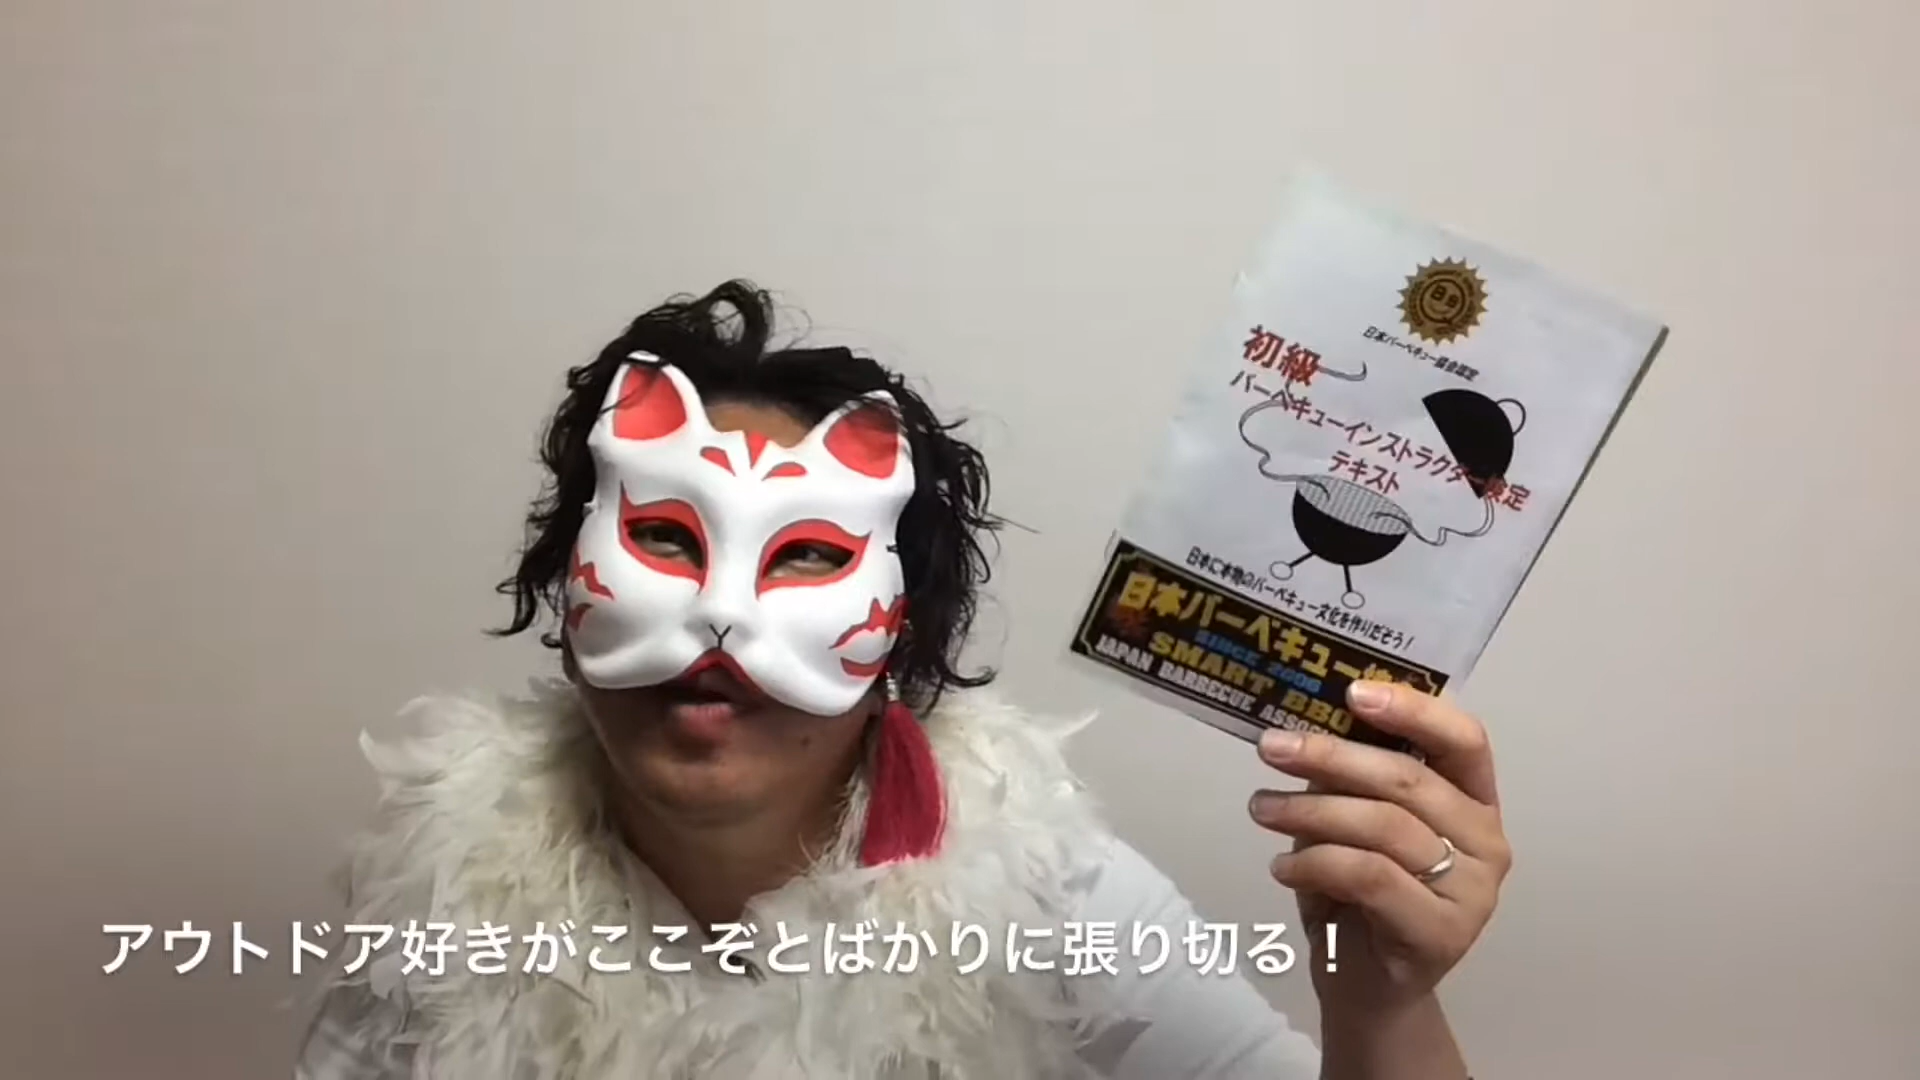 BBQ
日本バーベキュー協会認定
初級
バーベキューインストラクター検定
テキスト
日本に本物のバーベキュー文化を作りだそう!
日本バーベキュー
SINCE 2006
SMART BBQ
JAPAN BARBECUE
アウトドア好きがここぞとばかりに張り切る!